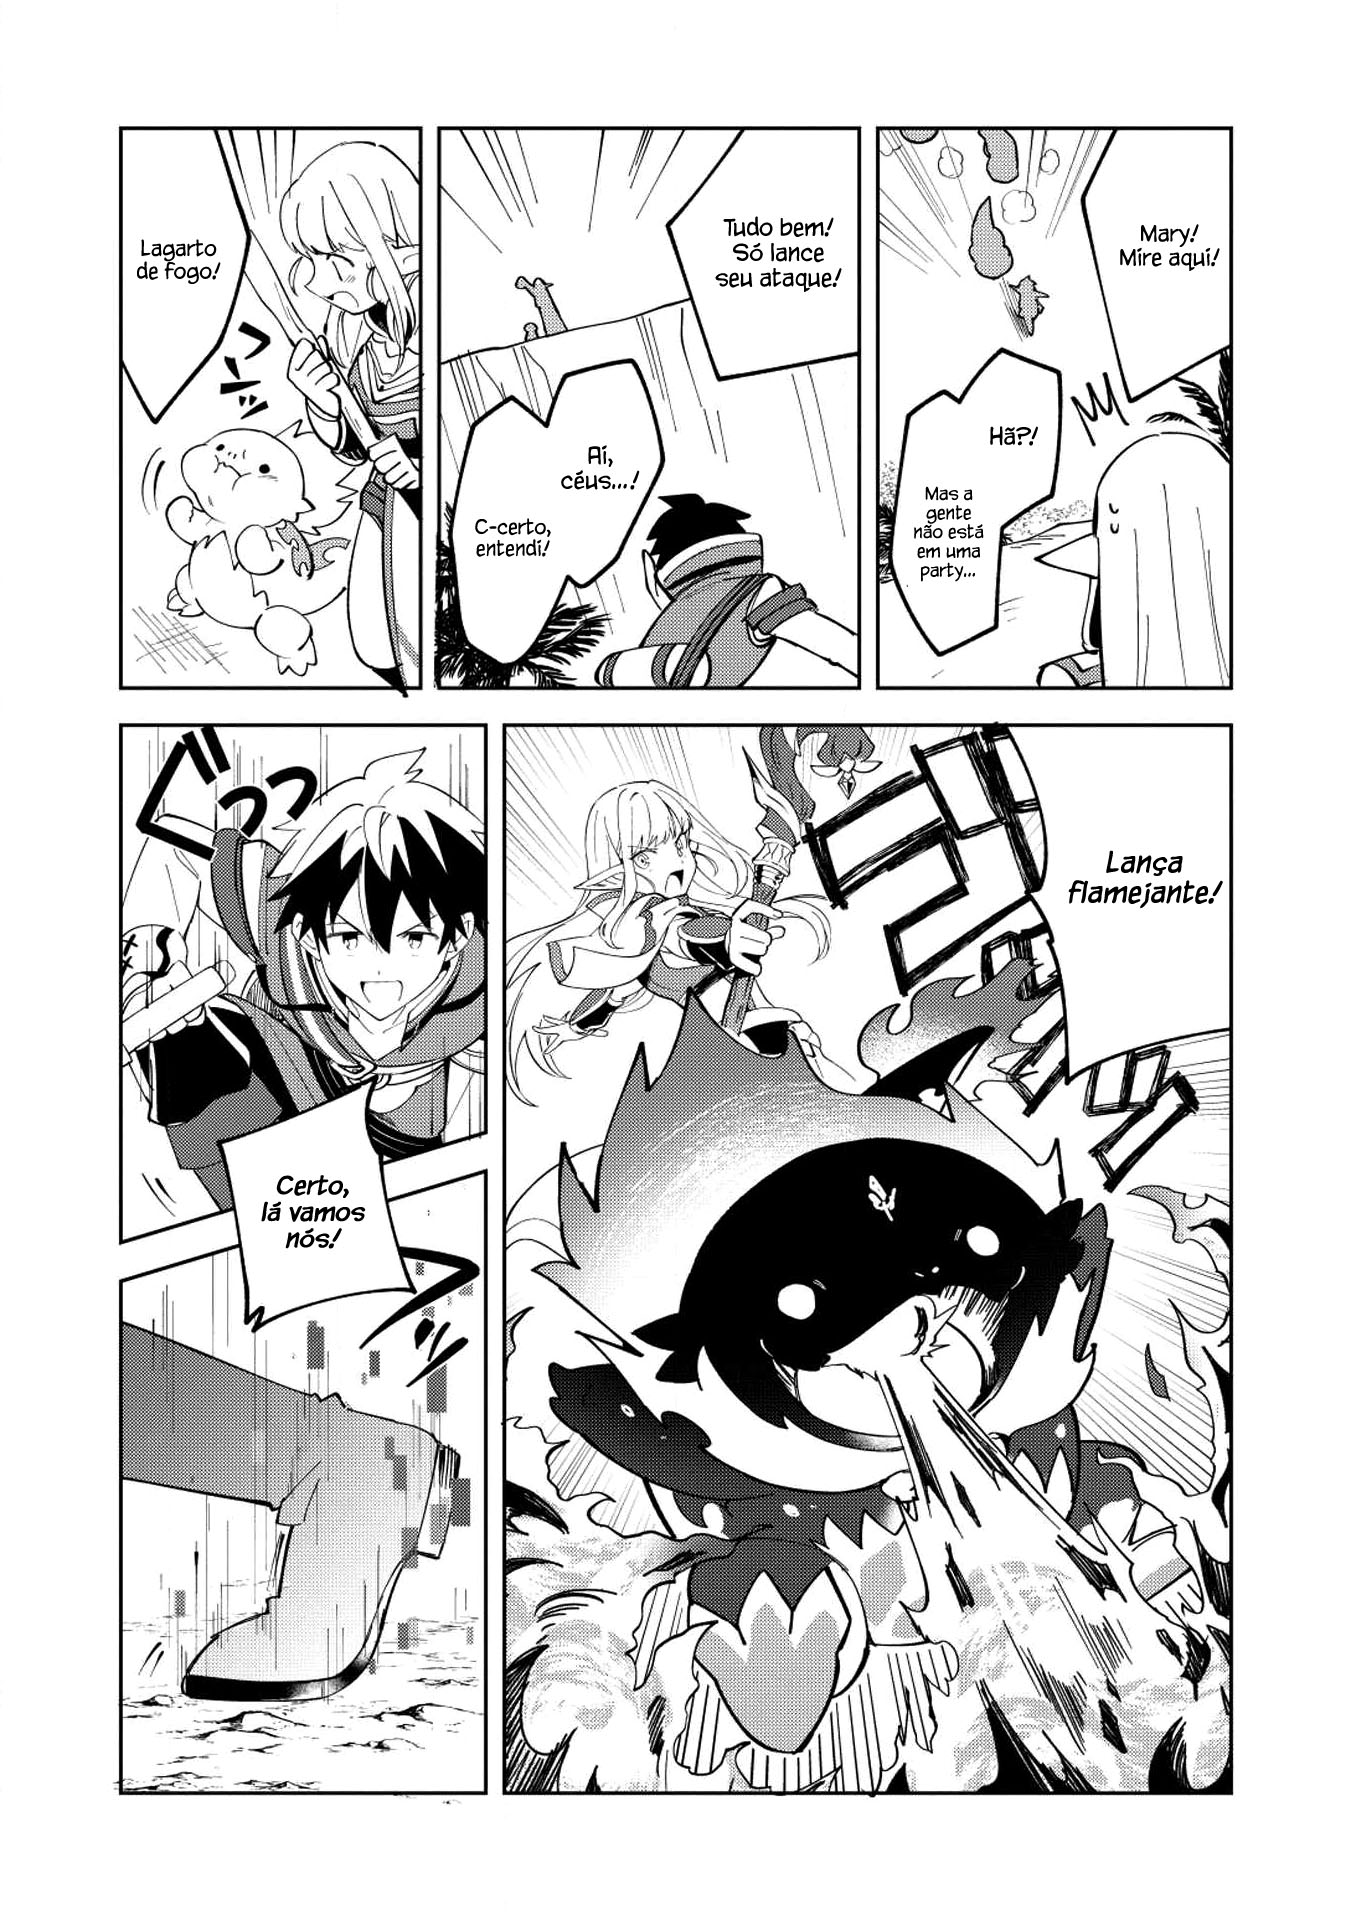 Mary!
Mire aqui!
Hã?!
Mas a
gente
não está
em uma
party...
Tudo bem!
Só lance
seu ataque!
Ai,
céus...!
C-certo,
entendi!
Lagarto
de fogo!
Lança
flamejante!
Certo,
lá vamos
nós!